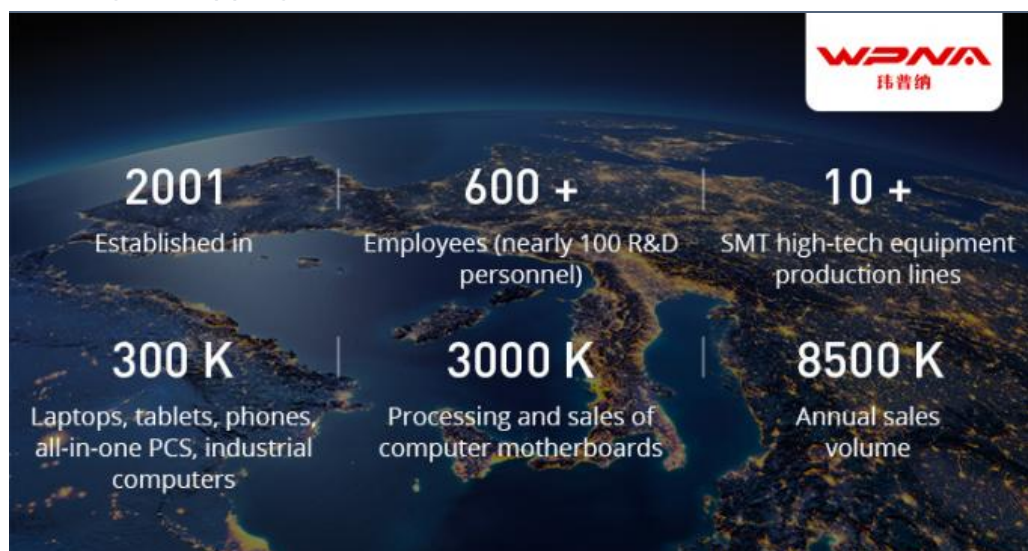 WPNA
玮普纳
2001
Established in
600 +
Employees (nearly 100 R&D
personnel)
10 +
SMT high-tech equipment
production lines
300 K
Laptops, tablets, phones,
all-in-one PCS, industrial
computers
3000 K
Processing and sales of
computer motherboards
8500 K
Annual sales
volume